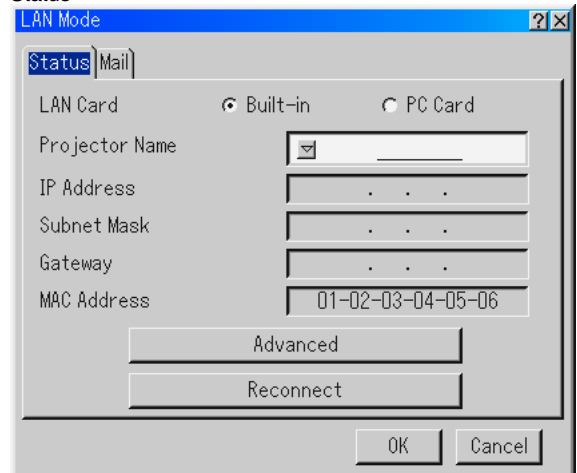 Status
LAN Mode ? ×
Status Mail
LAN Card Built-in PC Card
Projector Name
IP Address . . .
Subnet Mask . . .
Gateway . . .
MAC Address 01-02-03-04-05-06
Advanced
Reconnect
OK Cancel